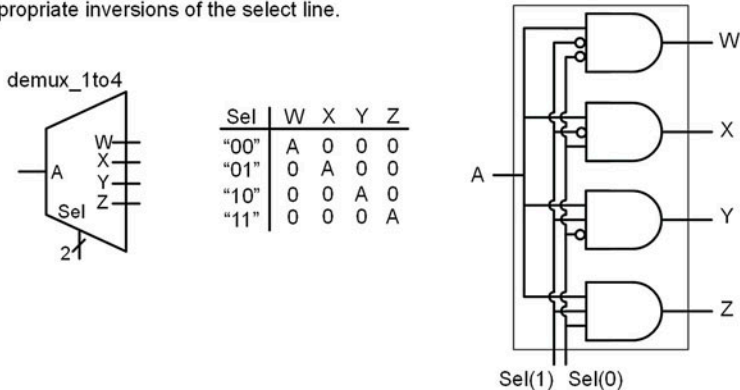 propriate inversions of the select line.
demux_1to4
A
W
X
Y
Z
Sel
2
Sel W X Y Z
“00” A 0 0 0
“01” 0 A 0 0
“10” 0 0 A 0
“11” 0 0 0 A
A
W
X
Y
Z
Sel(1) Sel(0)